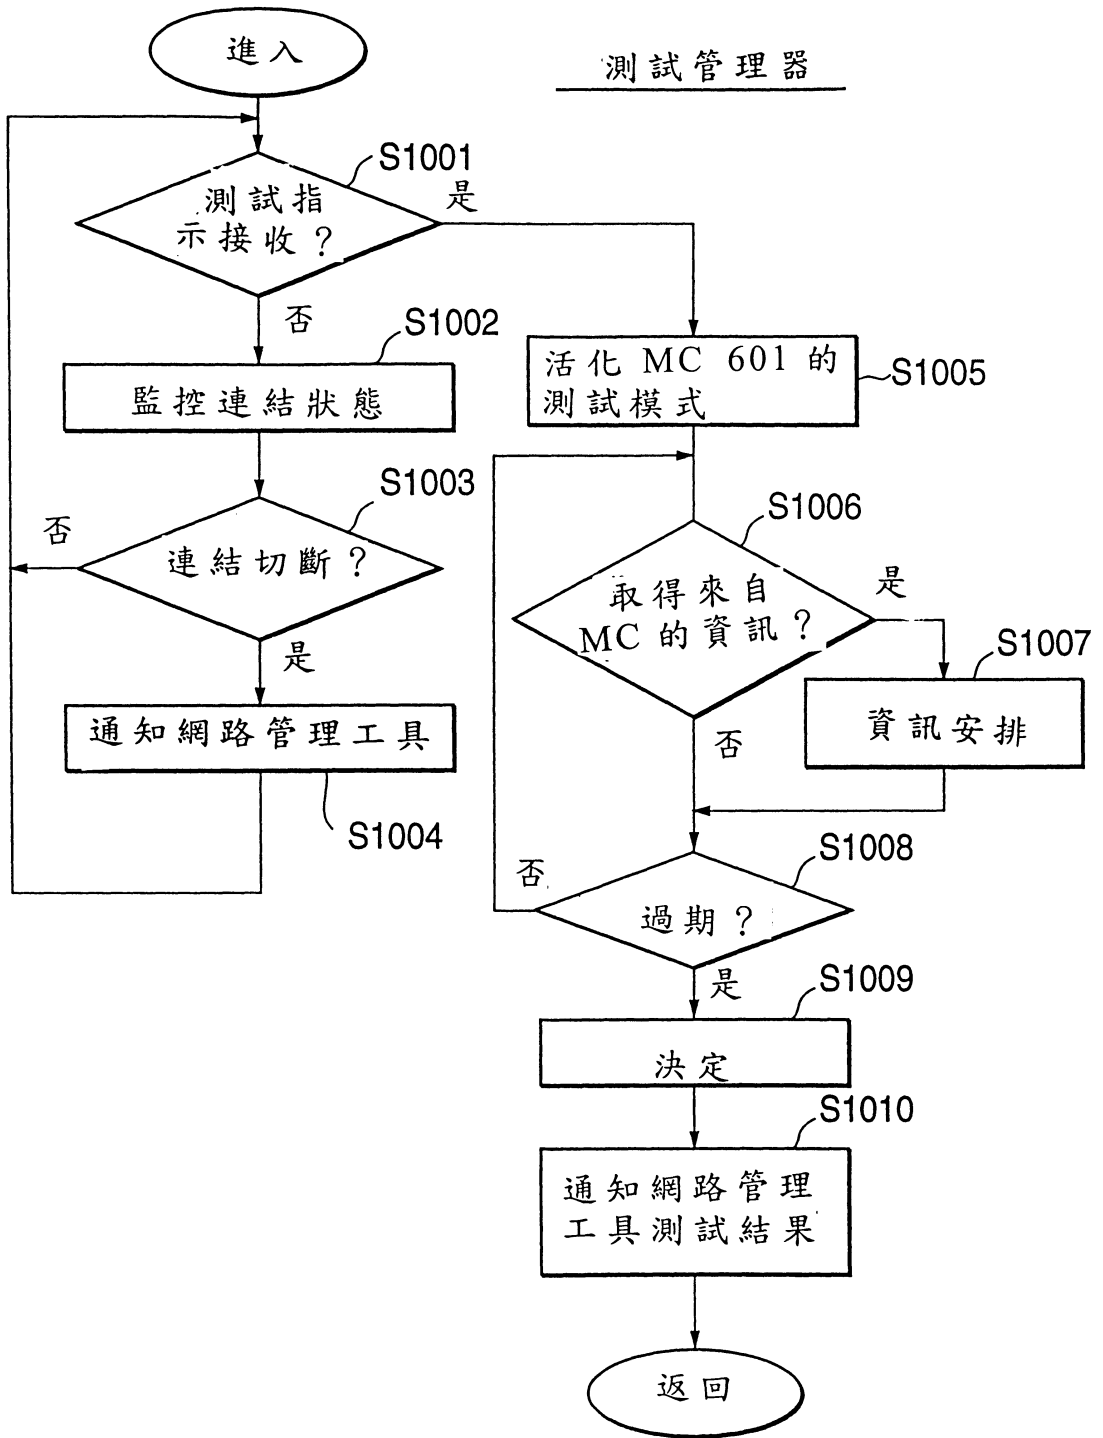 進入
測試管理器
S1001
測試指
示接收？
是
否
S1002
監控連結狀態
S1003
連結切斷？
否
是
通知網路管理工具
S1004
活化 MC 601 的
測試模式
S1005
S1006
取得來自
MC 的資訊？
是
S1007
資訊安排
否
S1008
過期？
否
是
S1009
決定
S1010
通知網路管理
工具測試結果
返回